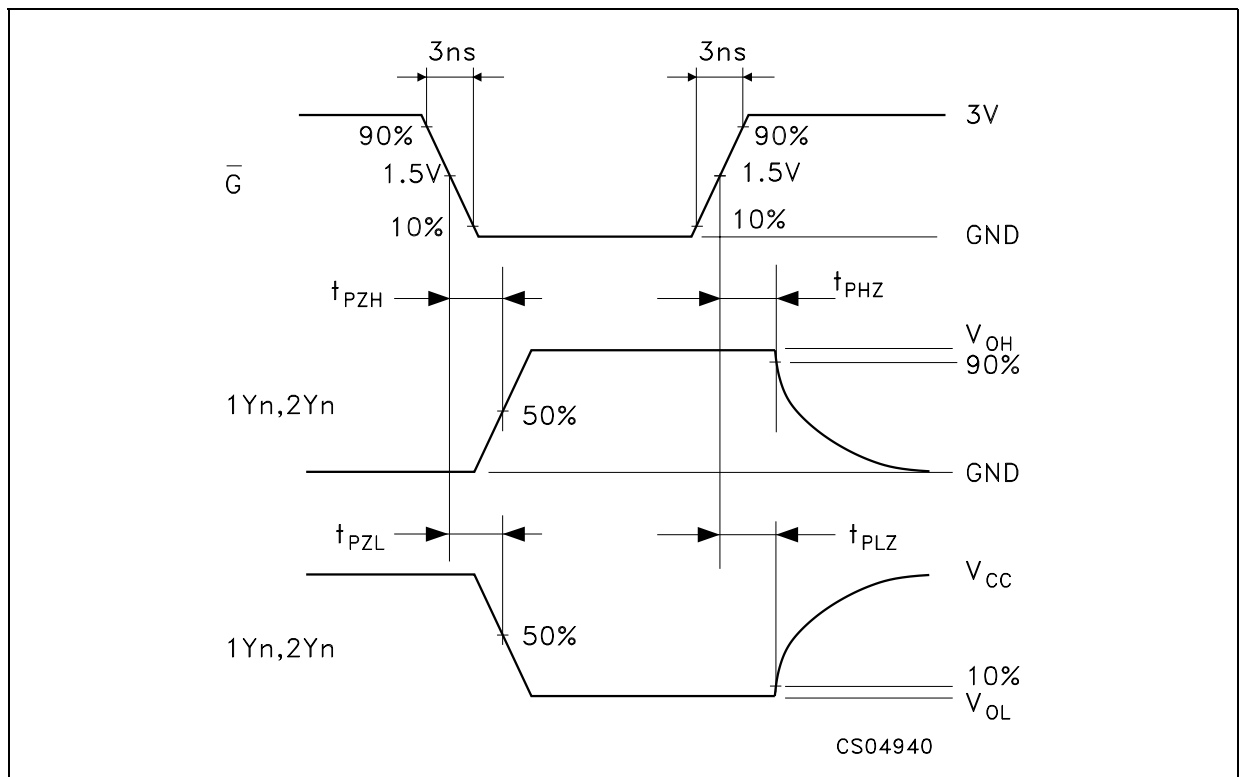 3ns 3ns
3V
90% 90%
1.5V 1.5V
G̅
10% 10%
GND
tPZH tPHZ
VOH
90%
1Yn,2Yn 50%
GND
tPZL tPLZ
VCC
1Yn,2Yn 50%
10%
VOL
CS04940